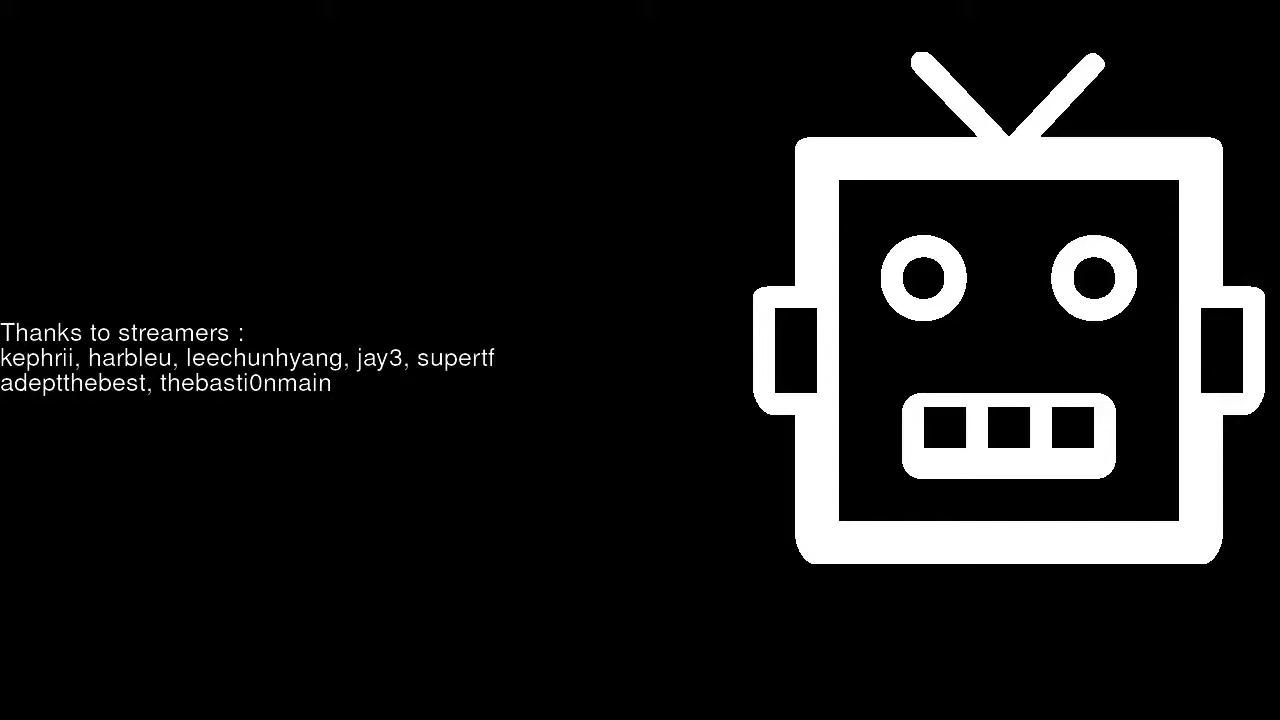 Thanks to streamers :
kephrii, harbleu, leechunhyang, jay3, supertf
adeptthebest, thebasti0nmain